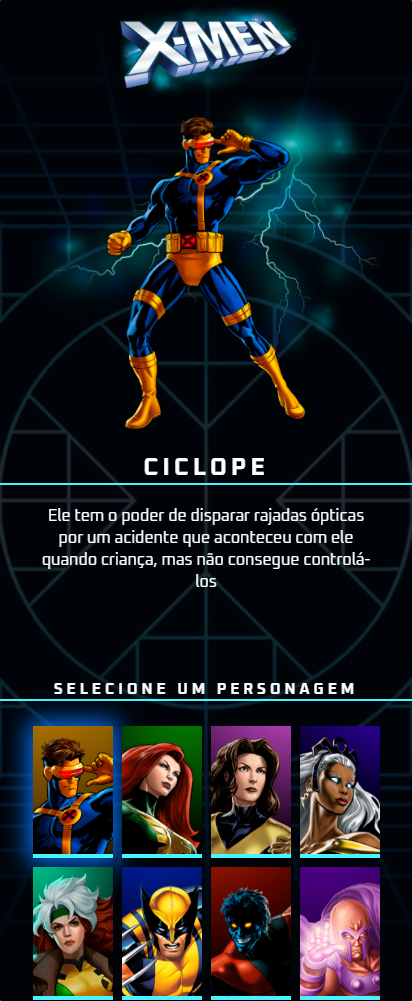 X-MEN
CICLOPE
Ele tem o poder de disparar rajadas ópticas
por um acidente que aconteceu com ele
quando criança, mas não consegue controlá-
los
SELECIONE UM PERSONAGEM